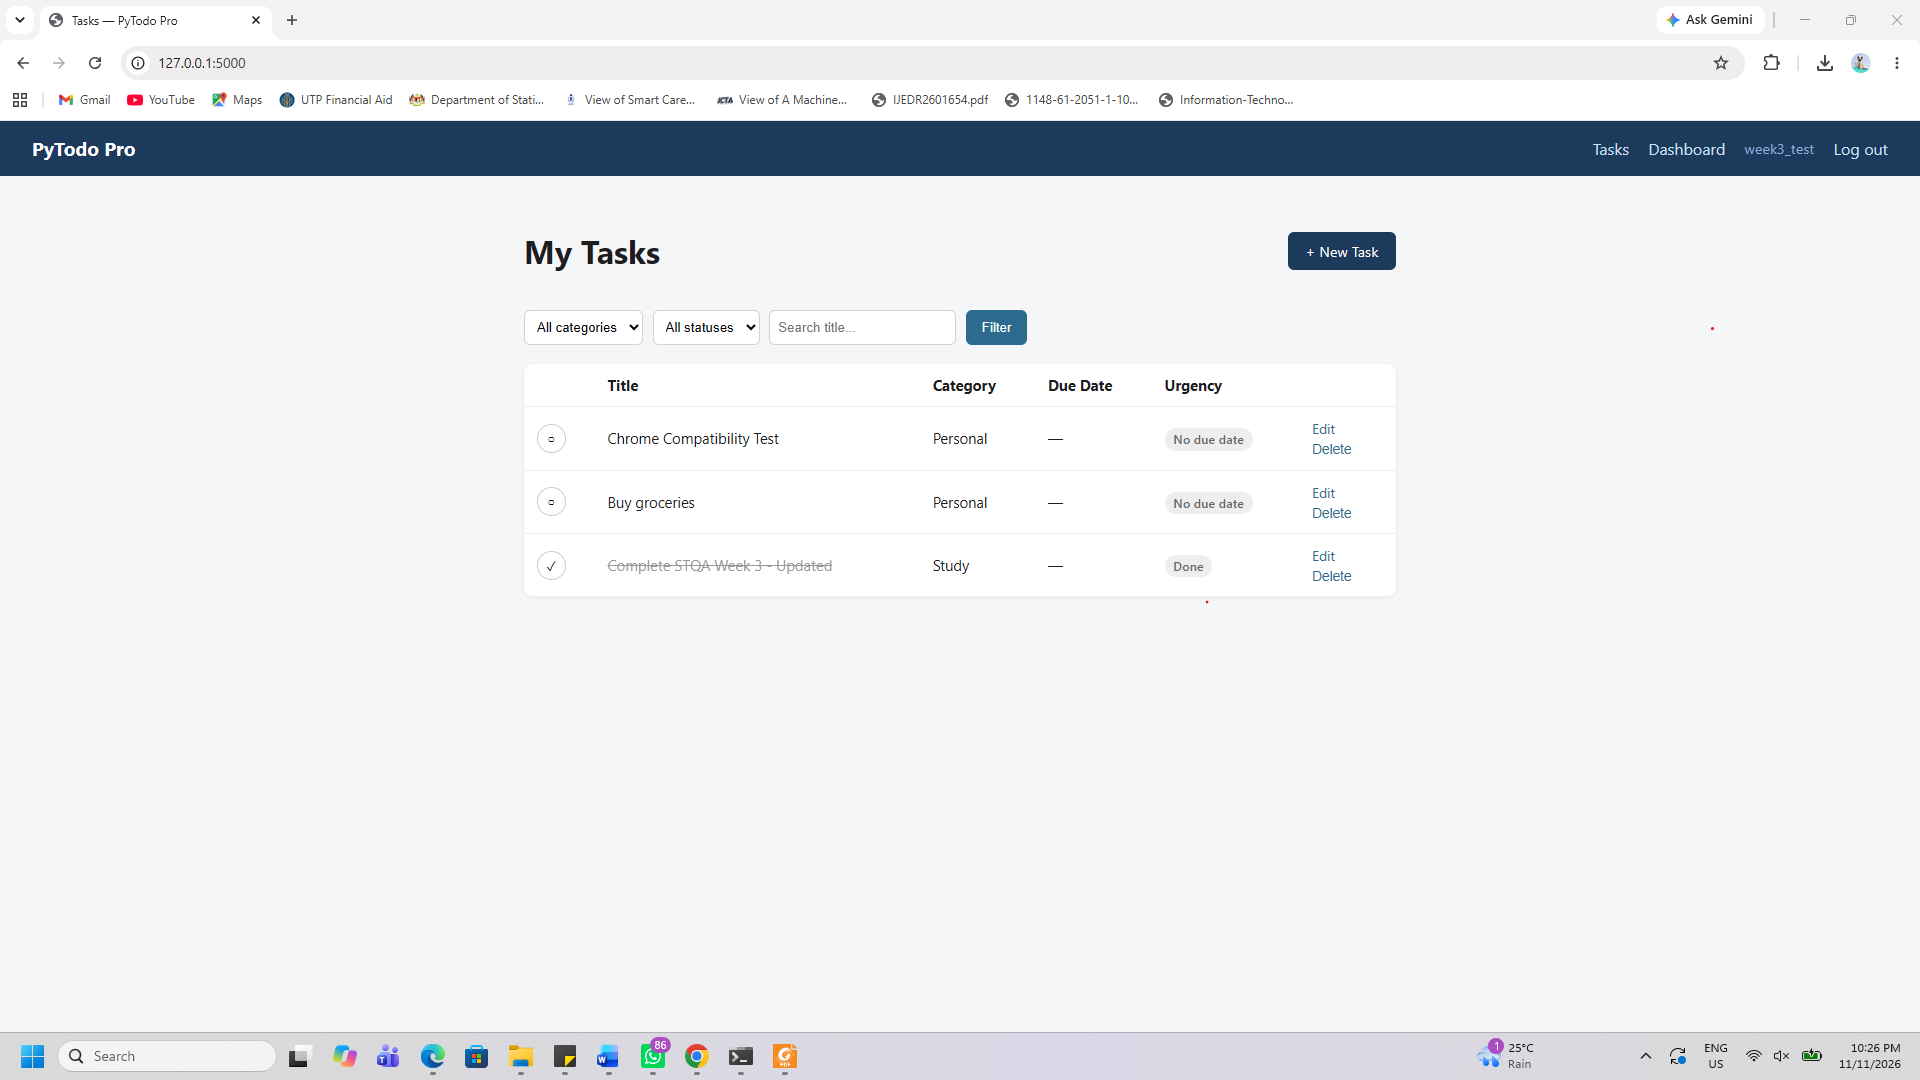 Tasks — PyTodo Pro
Ask Gemini
127.0.0.1:5000
Gmail YouTube Maps UTP Financial Aid Department of Stati... View of Smart Care... View of A Machine... IJEDR2601654.pdf 1148-61-2051-1-10... Information-Techno...
PyTodo Pro Tasks Dashboard week3_test Log out
My Tasks + New Task
All categories All statuses Search title... Filter
Title Category Due Date Urgency
Chrome Compatibility Test Personal — No due date Edit Delete
Buy groceries Personal — No due date Edit Delete
✓ Complete STQA Week 3 - Updated Study — Done Edit Delete
Search 86 1 25°C Rain ENG US 10:26 PM 11/11/2026